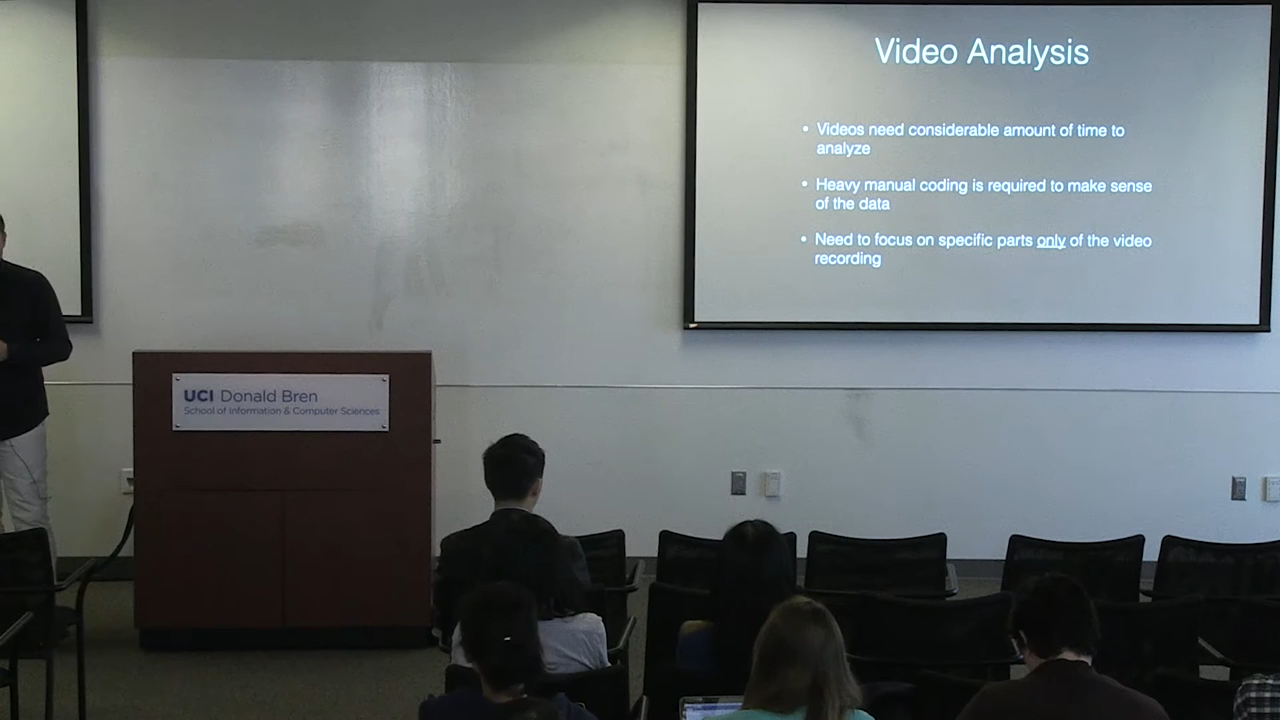 Video Analysis
• Videos need considerable amount of time to
analyze
• Heavy manual coding is required to make sense
of the data
• Need to focus on specific parts only of the video
recording
UCI Donald Bren
School of Information & Computer Sciences